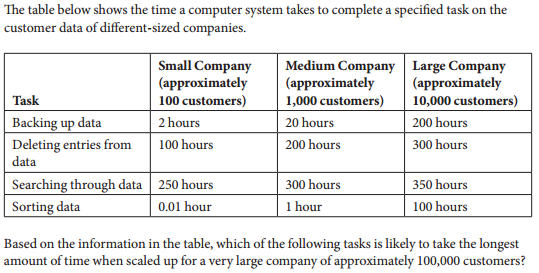 The table below shows the time a computer system takes to complete a specified task on the
customer data of different-sized companies.
Task
Small Company
(approximately
100 customers)
Medium Company
(approximately
1,000 customers)
Large Company
(approximately
10,000 customers)
Backing up data 2 hours 20 hours 200 hours
Deleting entries from
data
100 hours 200 hours 300 hours
Searching through data 250 hours 300 hours 350 hours
Sorting data 0.01 hour 1 hour 100 hours
Based on the information in the table, which of the following tasks is likely to take the longest
amount of time when scaled up for a very large company of approximately 100,000 customers?